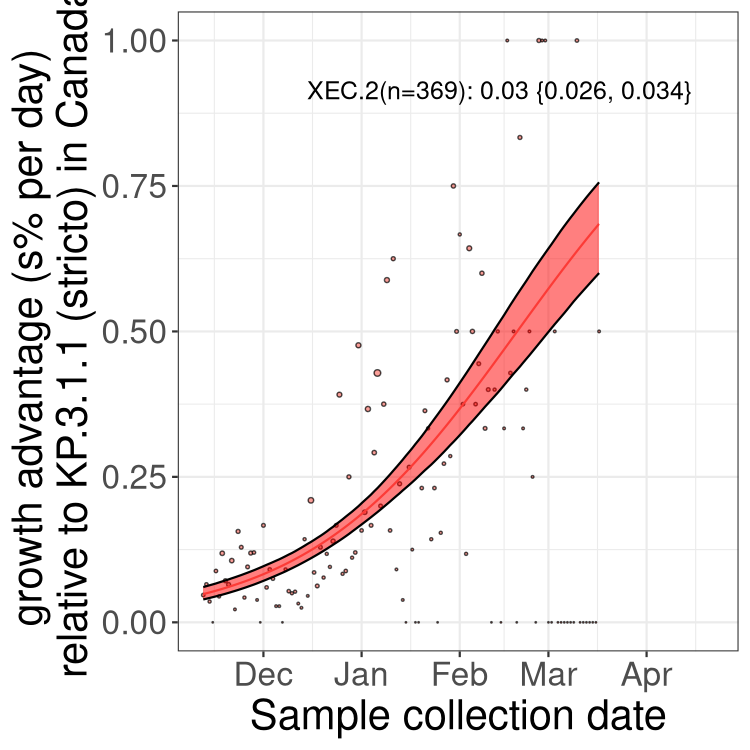 growth advantage (s% per day)
relative to KP.3.1.1 (stricto) in Canada
1.00
0.75
0.50
0.25
0.00
XEC.2(n=369): 0.03 {0.026, 0.034}
Dec Jan Feb Mar Apr
Sample collection date